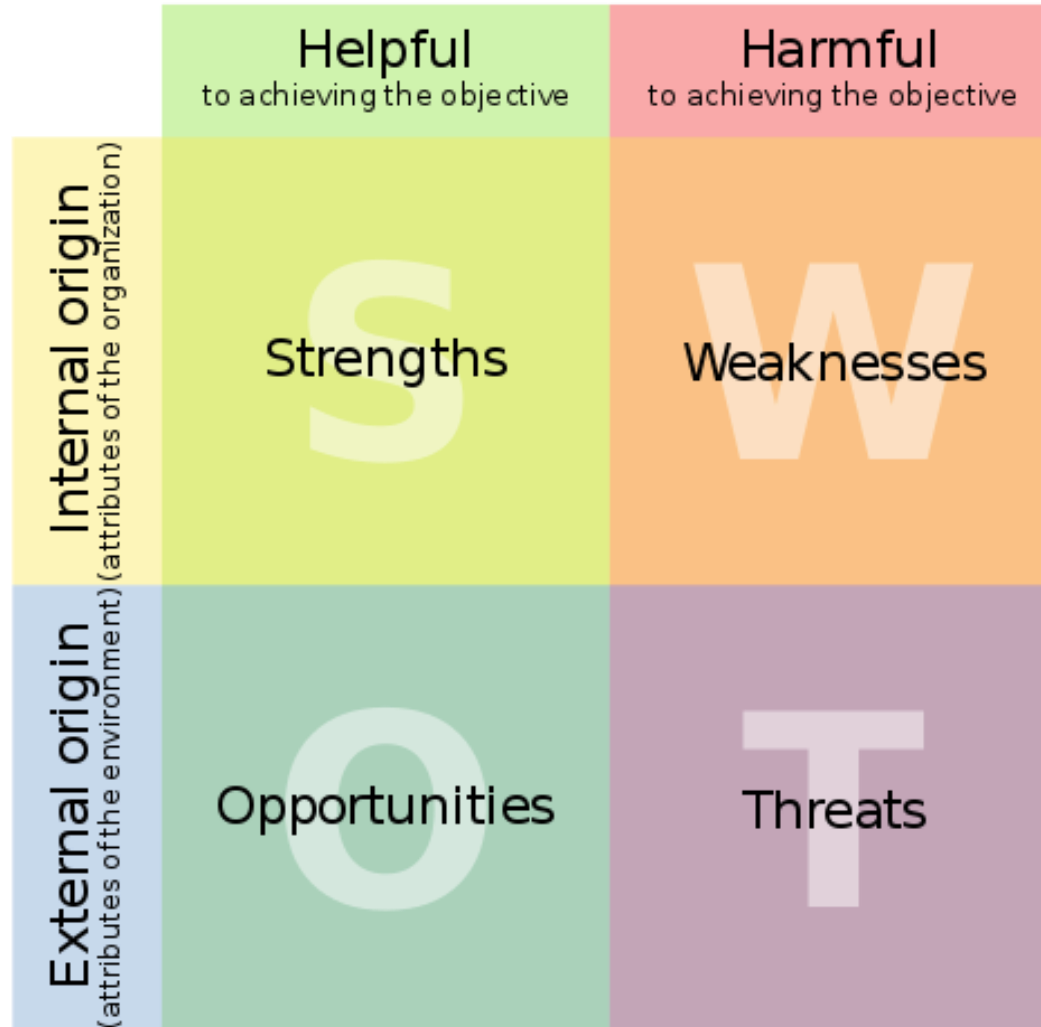 Helpful
to achieving the objective
Harmful
to achieving the objective
Internal origin
(attributes of the organization)
S
Strengths
W
Weaknesses
External origin
(attributes of the environment)
O
Opportunities
T
Threats